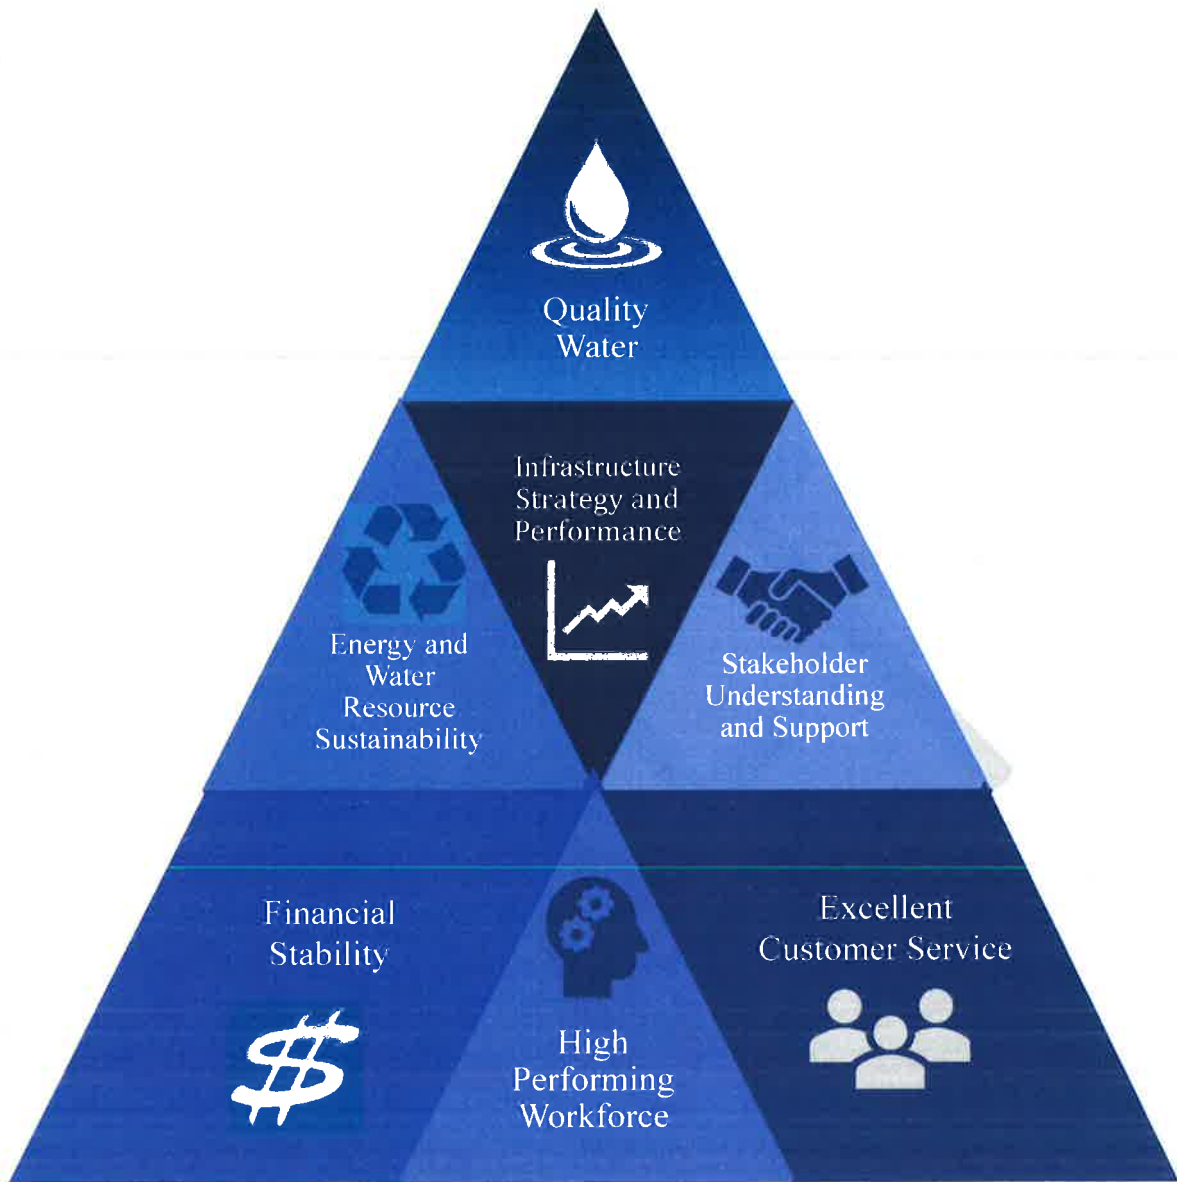 Quality
Water
Infrastructure
Strategy and
Performance
Energy and
Water
Resource
Sustainability
Stakeholder
Understanding
and Support
Financial
Stability
High
Performing
Workforce
Excellent
Customer Service